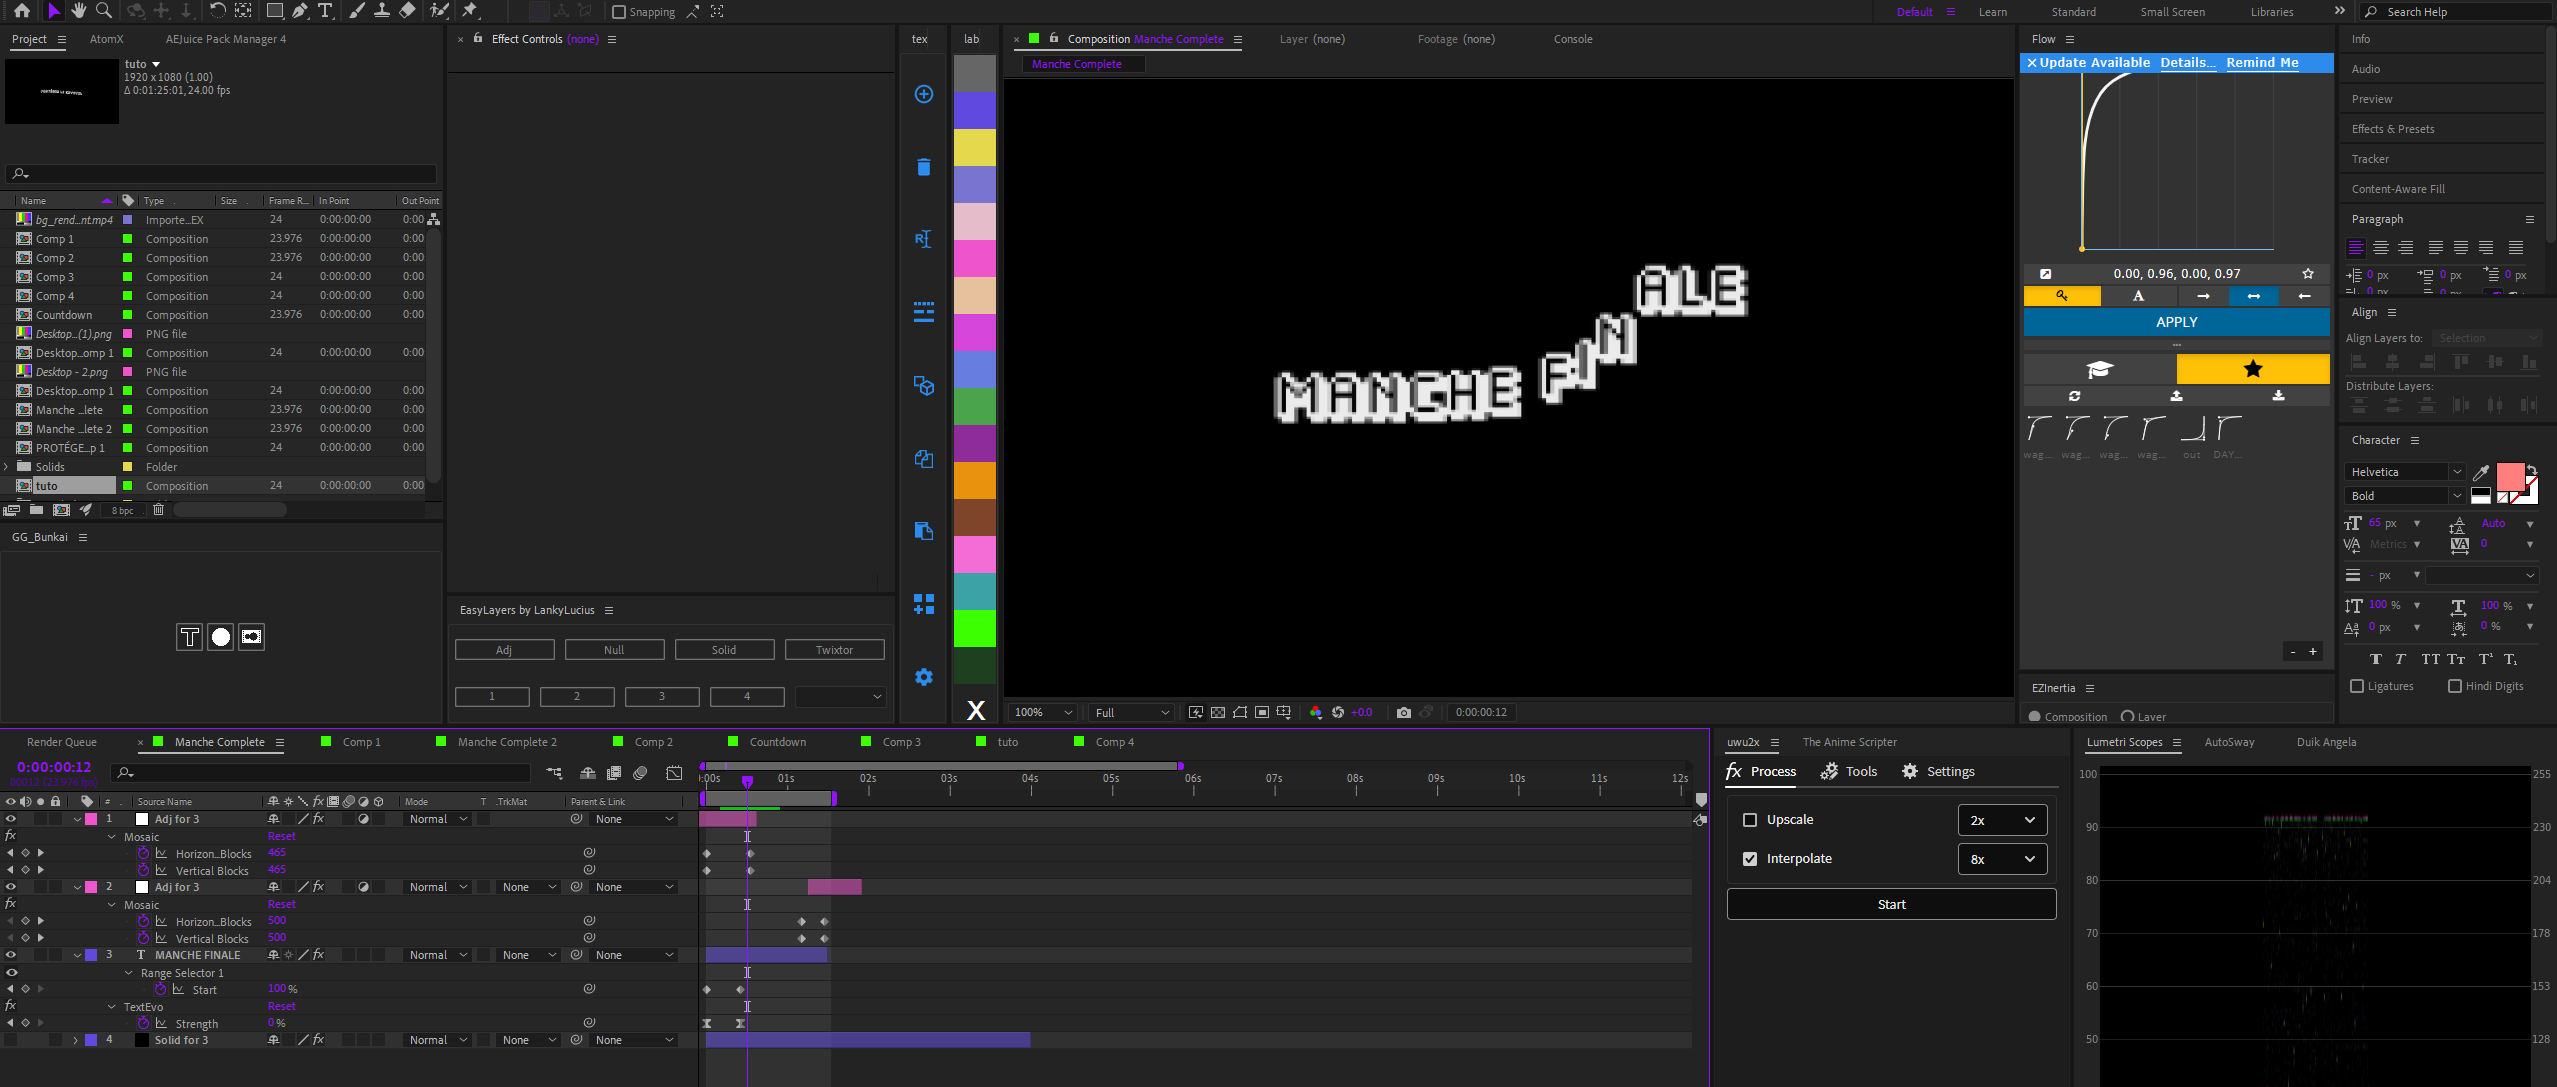 Snapping
Default
Learn
Standard
Small Screen
Libraries
Search Help
Project
AtomX
AEJuice Pack Manager 4
Effect Controls (none)
tex
lab
Composition Manche Complete
Layer (none)
Footage (none)
Console
Manche Complete
Flow
Update Available Details... Remind Me
Info
Audio
Preview
Effects & Presets
Tracker
Content-Aware Fill
Paragraph
0 px 0 px 0 px
tuto
1920 x 1080 (1.00)
Δ 0:01:25:01, 24.00 fps
Name Type Size Frame R... In Point Out Point
bg_rend...nt.mp4 Importe...EX 24 0:00:00:00 0:00
Comp 1 Composition 23.976 0:00:00:00 0:00
Comp 2 Composition 23.976 0:00:00:00 0:00
Comp 3 Composition 24 0:00:00:00 0:00
Comp 4 Composition 24 0:00:00:00 0:00
Countdown Composition 23.976 0:00:00:00 0:00
Desktop...(1).png PNG file
Desktop...omp 1 Composition 24 0:00:00:00 0:00
Desktop - 2.png PNG file
Desktop...omp 1 Composition 24 0:00:00:00 0:00
Manche ...lete Composition 23.976 0:00:00:00 0:00
Manche ...lete 2 Composition 23.976 0:00:00:00 0:00
PROTÉGE...p 1 Composition 24 0:00:00:00 0:00
Solids Folder
tuto Composition 24 0:00:00:00 0:00
8 bpc
GG_Bunkai
EasyLayers by LankyLucius
Adj Null Solid Twixtor
1 2 3 4
X
MANCHE FINALE
100% Full +0.0 0:00:00:12
0.00, 0.96, 0.00, 0.97
A
APPLY
wag... wag... wag... wag... out DAY...
- +
EZInertia
Composition Layer
Align
Align Layers to: Selection
Distribute Layers:
Character
Helvetica
Bold
65 px Auto
Metrics 0
- px
100 % 100 %
0 px 0 %
Ligatures Hindi Digits
Render Queue
Manche Complete
Comp 1
Manche Complete 2
Comp 2
Countdown
Comp 3
tuto
Comp 4
0:00:00:12
00012 (23.976 fps)
:00s 01s 02s 03s 04s 05s 06s 07s 08s 09s 10s 11s 12s
# Source Name Mode T .TrkMat Parent & Link
1 Adj for 3 Normal None
fx Mosaic Reset
Horizon...Blocks 465
Vertical Blocks 465
2 Adj for 3 Normal None None
fx Mosaic Reset
Horizon...Blocks 500
Vertical Blocks 500
3 T MANCHE FINALE Normal None None
Range Selector 1
Start 100 %
fx TextEvo Reset
Strength 0 %
4 Solid for 3 Normal None None
uwu2x
The Anime Scripter
fx Process
Tools
Settings
Upscale 2x
Interpolate 8x
Start
Lumetri Scopes
AutoSway
Duik Angela
100 255
90 230
80 204
70 178
60 153
50 128